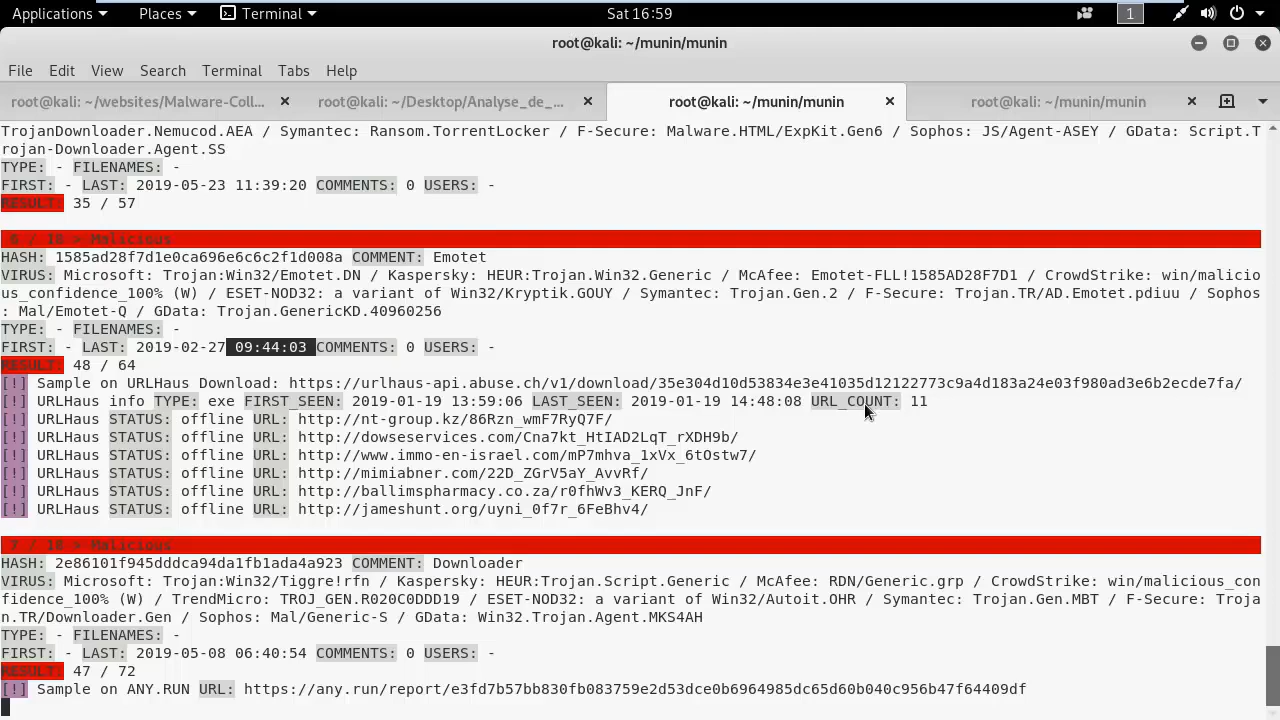 Applications Places Terminal Sat 16:59 1
root@kali: ~/munin/munin
File Edit View Search Terminal Tabs Help
root@kali: ~/websites/Malware-Coll... × root@kali: ~/Desktop/Analyse_de_... × root@kali: ~/munin/munin × root@kali: ~/munin/munin ×
TrojanDownloader.Nemucod.AEA / Symantec: Ransom.TorrentLocker / F-Secure: Malware.HTML/ExpKit.Gen6 / Sophos: JS/Agent-ASEY / GData: Script.T
rojan-Downloader.Agent.SS
TYPE: - FILENAMES: -
FIRST: - LAST: 2019-05-23 11:39:20 COMMENTS: 0 USERS: -
RESULT: 35 / 57
6 / 18 > Malicious
HASH: 1585ad28f7d1e0ca696e6c6c2f1d008a COMMENT: Emotet
VIRUS: Microsoft: Trojan:Win32/Emotet.DN / Kaspersky: HEUR:Trojan.Win32.Generic / McAfee: Emotet-FLL!1585AD28F7D1 / CrowdStrike: win/malicio
us_confidence_100% (W) / ESET-NOD32: a variant of Win32/Kryptik.GOUY / Symantec: Trojan.Gen.2 / F-Secure: Trojan.TR/AD.Emotet.pdiuu / Sophos
: Mal/Emotet-Q / GData: Trojan.GenericKD.40960256
TYPE: - FILENAMES: -
FIRST: - LAST: 2019-02-27 09:44:03 COMMENTS: 0 USERS: -
RESULT: 48 / 64
[!] Sample on URLHaus Download: https://urlhaus-api.abuse.ch/v1/download/35e304d10d53834e3e41035d12122773c9a4d183a24e03f980ad3e6b2ecde7fa/
[!] URLHaus info TYPE: exe FIRST_SEEN: 2019-01-19 13:59:06 LAST_SEEN: 2019-01-19 14:48:08 URL_COUNT: 11
[!] URLHaus STATUS: offline URL: http://nt-group.kz/86Rzn_wmF7RyQ7F/
[!] URLHaus STATUS: offline URL: http://dowseservices.com/Cna7kt_HtIAD2LqT_rXDH9b/
[!] URLHaus STATUS: offline URL: http://www.immo-en-israel.com/mP7mhva_1xVx_6tOstw7/
[!] URLHaus STATUS: offline URL: http://mimiabner.com/22D_ZGrV5aY_AvvRf/
[!] URLHaus STATUS: offline URL: http://ballimspharmacy.co.za/r0fhWv3_KERQ_JnF/
[!] URLHaus STATUS: offline URL: http://jameshunt.org/uyni_0f7r_6FeBhv4/
7 / 18 > Malicious
HASH: 2e86101f945dddca94da1fb1ada4a923 COMMENT: Downloader
VIRUS: Microsoft: Trojan:Win32/Tiggre!rfn / Kaspersky: HEUR:Trojan.Script.Generic / McAfee: RDN/Generic.grp / CrowdStrike: win/malicious_con
fidence_100% (W) / TrendMicro: TROJ_GEN.R020C0DDD19 / ESET-NOD32: a variant of Win32/Autoit.OHR / Symantec: Trojan.Gen.MBT / F-Secure: Troja
n.TR/Downloader.Gen / Sophos: Mal/Generic-S / GData: Win32.Trojan.Agent.MKS4AH
TYPE: - FILENAMES: -
FIRST: - LAST: 2019-05-08 06:40:54 COMMENTS: 0 USERS: -
RESULT: 47 / 72
[!] Sample on ANY.RUN URL: https://any.run/report/e3fd7b57bb830fb083759e2d53dce0b6964985dc65d60b040c956b47f64409df